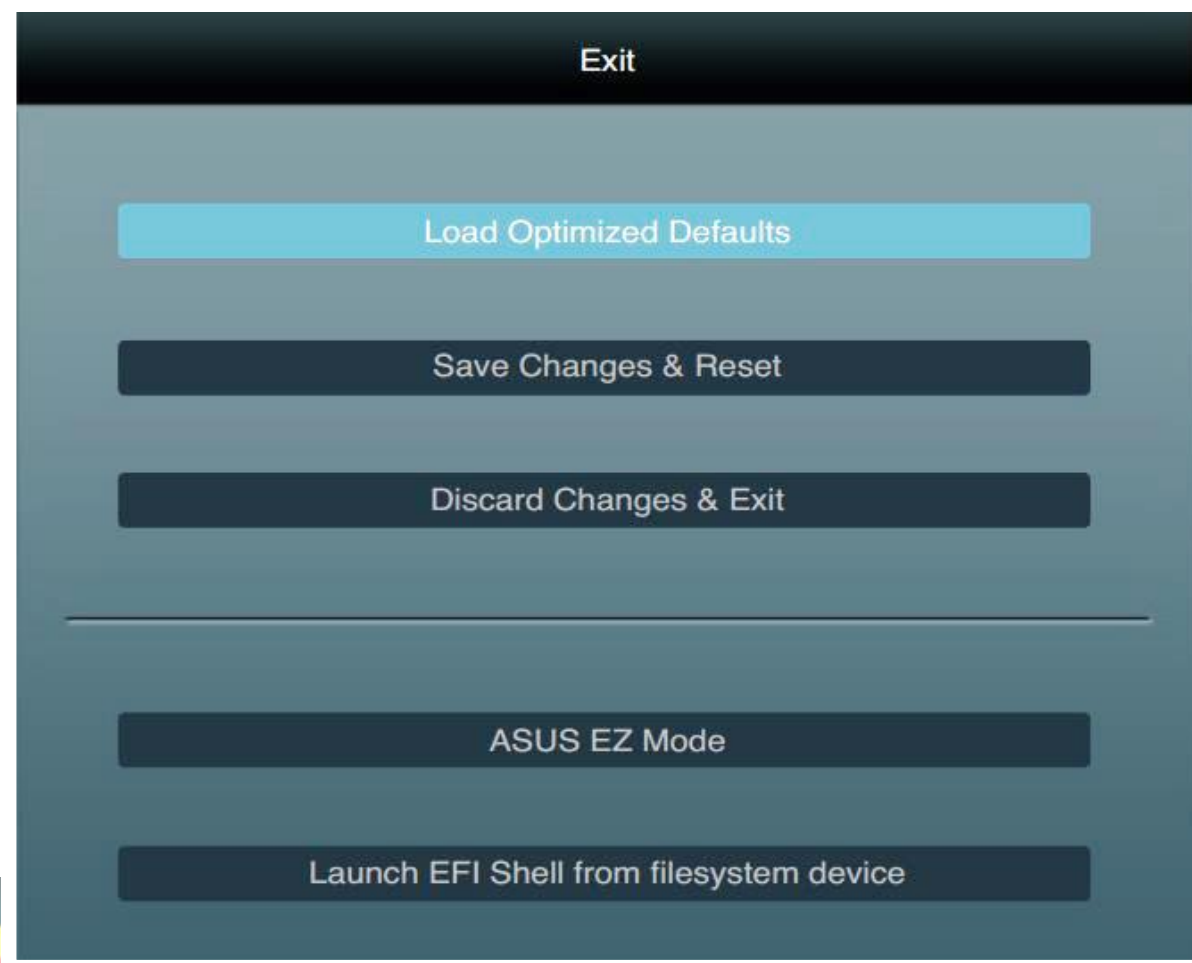 Exit
Load Optimized Defaults
Save Changes & Reset
Discard Changes & Exit
ASUS EZ Mode
Launch EFI Shell from filesystem device